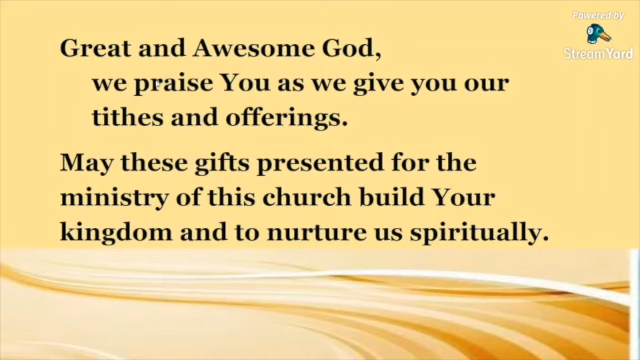 Great and Awesome God,
we praise You as we give you our
tithes and offerings.
May these gifts presented for the
ministry of this church build Your
kingdom and to nurture us spiritually.
Powered by
StreamYard